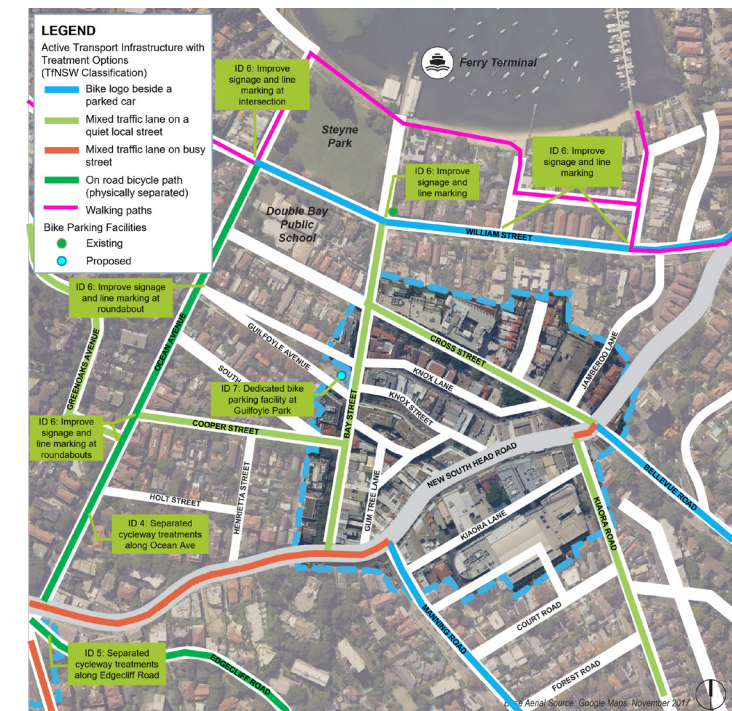 LEGEND
Active Transport Infrastructure with
Treatment Options
(TfNSW Classification)
Bike logo beside a
parked car
Mixed traffic lane on a
quiet local street
Mixed traffic lane on busy
street
On road bicycle path
(physically separated)
Walking paths
Bike Parking Facilities
Existing
Proposed
ID 6: Improve
signage and line
marking at
intersection
Ferry Terminal
Steyne
Park
ID 6: Improve
signage and line
marking
ID 6: Improve
signage and
line marking
Double Bay
Public
School
WILLIAM STREET
ID 6: Improve signage
and line marking at
roundabout
GREENOAKS AVENUE
OCEAN AVENUE
GUILFOYLE AVENUE
SOUTH
CROSS STREET
JAMBEROO LANE
KNOX LANE
KNOX STREET
ID 7: Dedicated bike
parking facility at
Guilfoyle Park
BAY STREET
ID 6: Improve
signage and
line marking at
roundabouts
COOPER STREET
HENRIETTA STREET
HOLT STREET
GUM TREE LANE
NEW SOUTH HEAD ROAD
KIAORA LANE
KIAORA ROAD
BELLEVUE ROAD
ID 4: Separated
cycleway treatments
along Ocean Ave
MANNING ROAD
COURT ROAD
FOREST ROAD
ID 5: Separated
cycleway treatments
along Edgecliff Road
EDGECLIFF ROAD
Aerial Source: Google Maps. November 2017